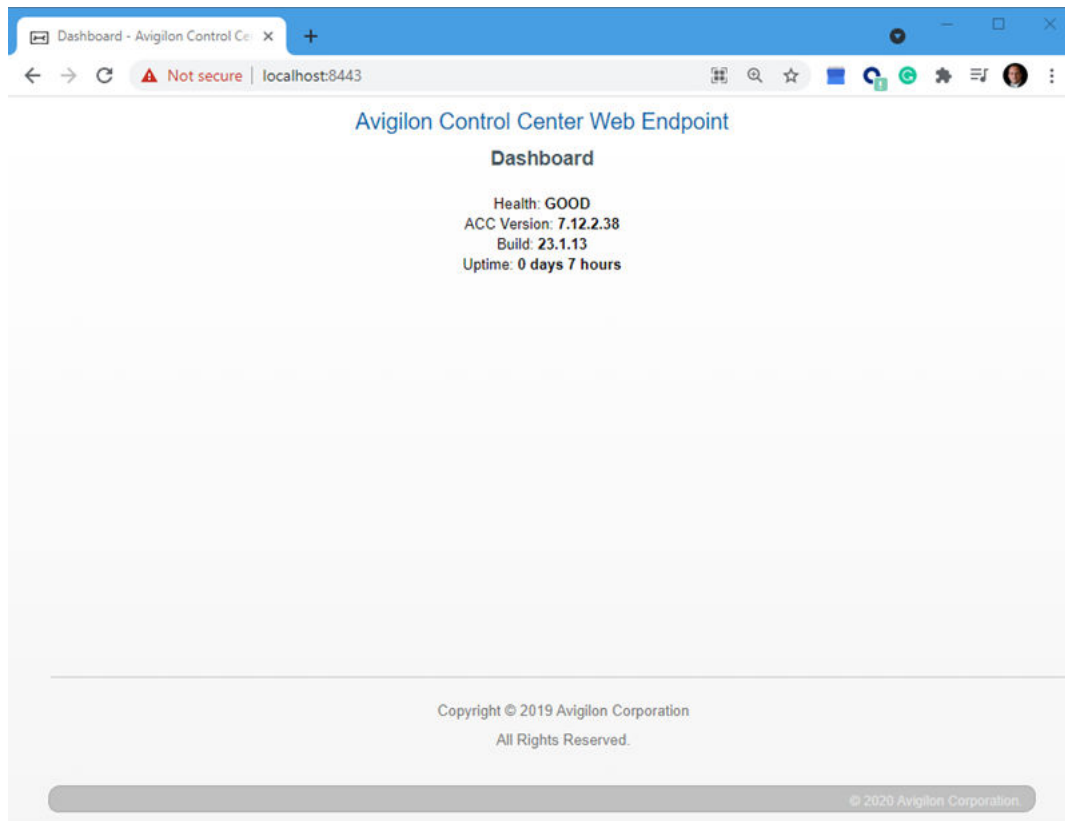 Dashboard - Avigilon Control Ce
Not secure | localhost:8443
Avigilon Control Center Web Endpoint
Dashboard
Health: GOOD
ACC Version: 7.12.2.38
Build: 23.1.13
Uptime: 0 days 7 hours
Copyright © 2019 Avigilon Corporation
All Rights Reserved.
© 2020 Avigilon Corporation.